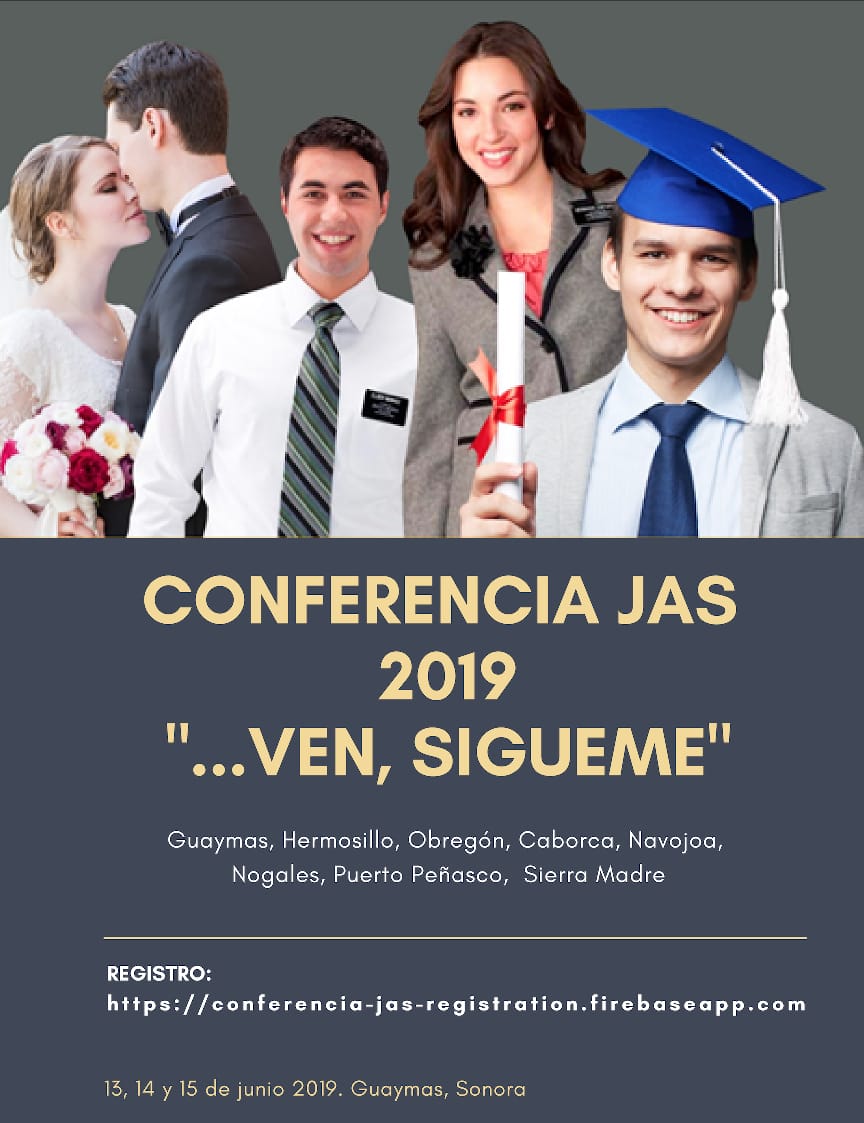 CONFERENCIA JAS
2019
"...VEN, SIGUEME"
Guaymas, Hermosillo, Obregón, Caborca, Navojoa,
Nogales, Puerto Peñasco, Sierra Madre
REGISTRO:
https://conferencia-jas-registration.firebaseapp.com
13, 14 y 15 de junio 2019. Guaymas, Sonora